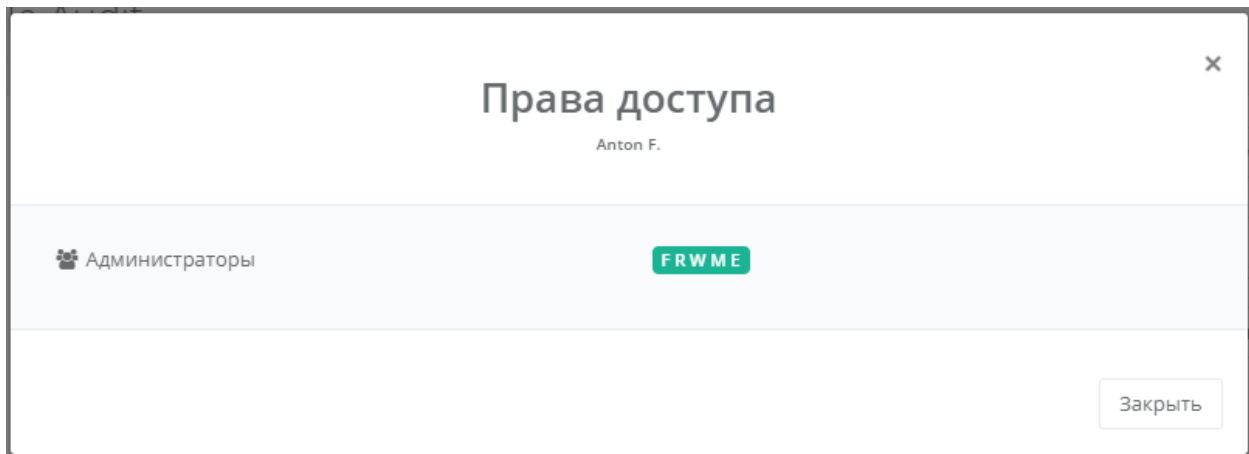 ×
Права доступа
Anton F.
Администраторы
FRWME
Закрыть